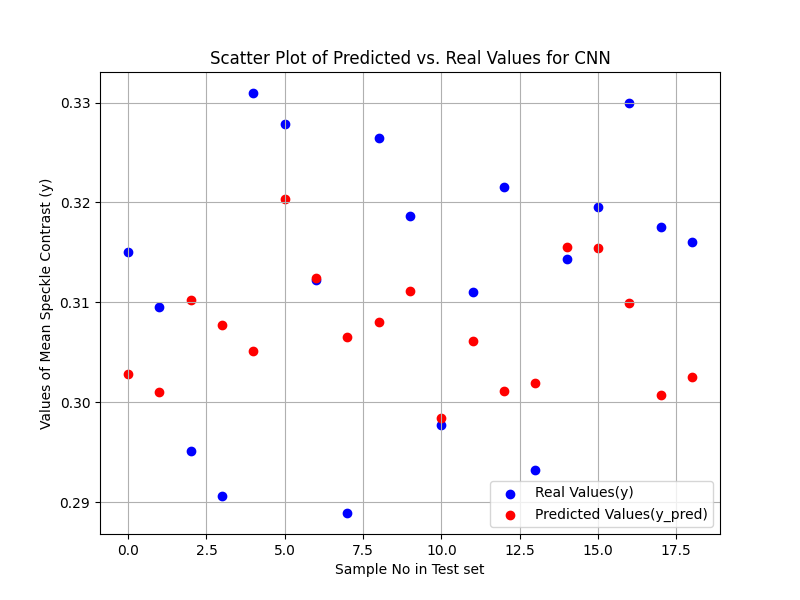 Scatter Plot of Predicted vs. Real Values for CNN
Values of Mean Speckle Contrast (y)
0.33
0.32
0.31
0.30
0.29
Real Values(y)
Predicted Values(y_pred)
0.0 2.5 5.0 7.5 10.0 12.5 15.0 17.5
Sample No in Test set